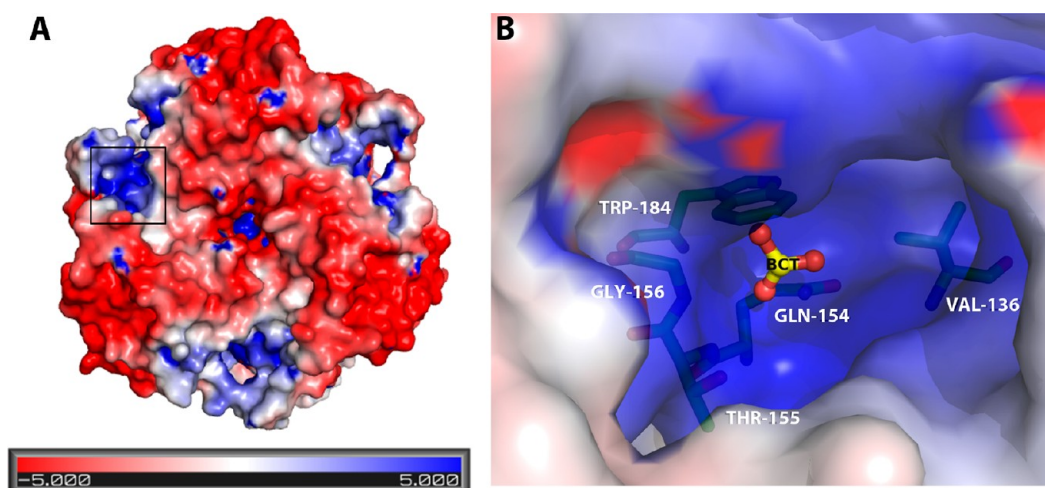 A
B
TRP-184
BCT
GLY-156
GLN-154
VAL-136
THR-155
-5.000
5.000